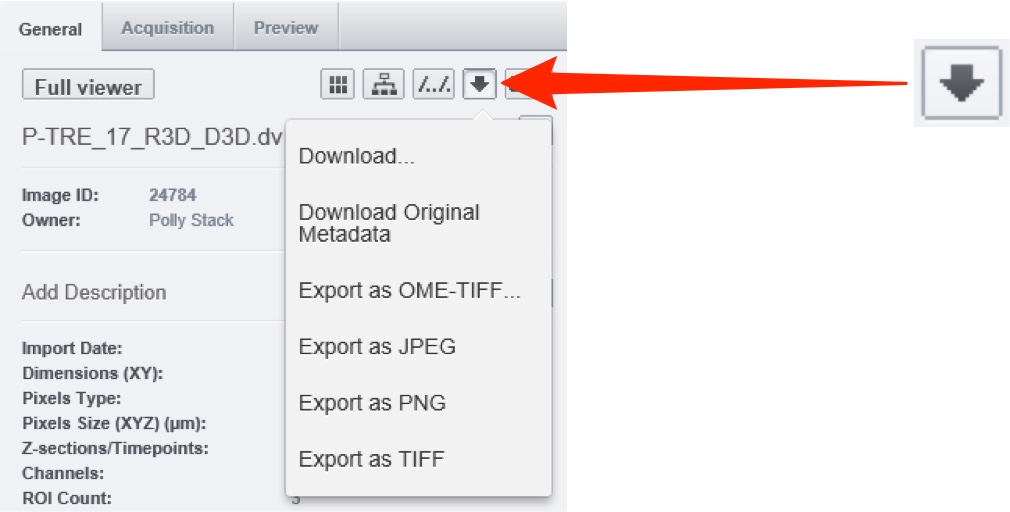 General Acquisition Preview
Full viewer /../.
P-TRE_17_R3D_D3D.dv
Image ID: 24784
Owner: Polly Stack
Add Description
Import Date:
Dimensions (XY):
Pixels Type:
Pixels Size (XYZ) (µm):
Z-sections/Timepoints:
Channels:
ROI Count: 3
Download...
Download Original
Metadata
Export as OME-TIFF...
Export as JPEG
Export as PNG
Export as TIFF